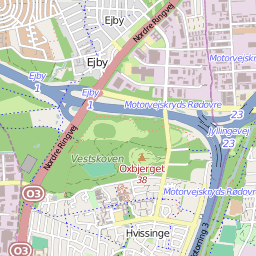 Ejby
Nordre Ringvej
Ejby
Motorvejskryds
Ejby
1
Ejby
1
Motorvejskryds Rødovre
23
Jyllingevej
23
Nordre Ringvej
Vestskoven
Oxbjerget
38
O3
Motorvejskryds Rødovre
Hvissinge
O3
Motorring 3